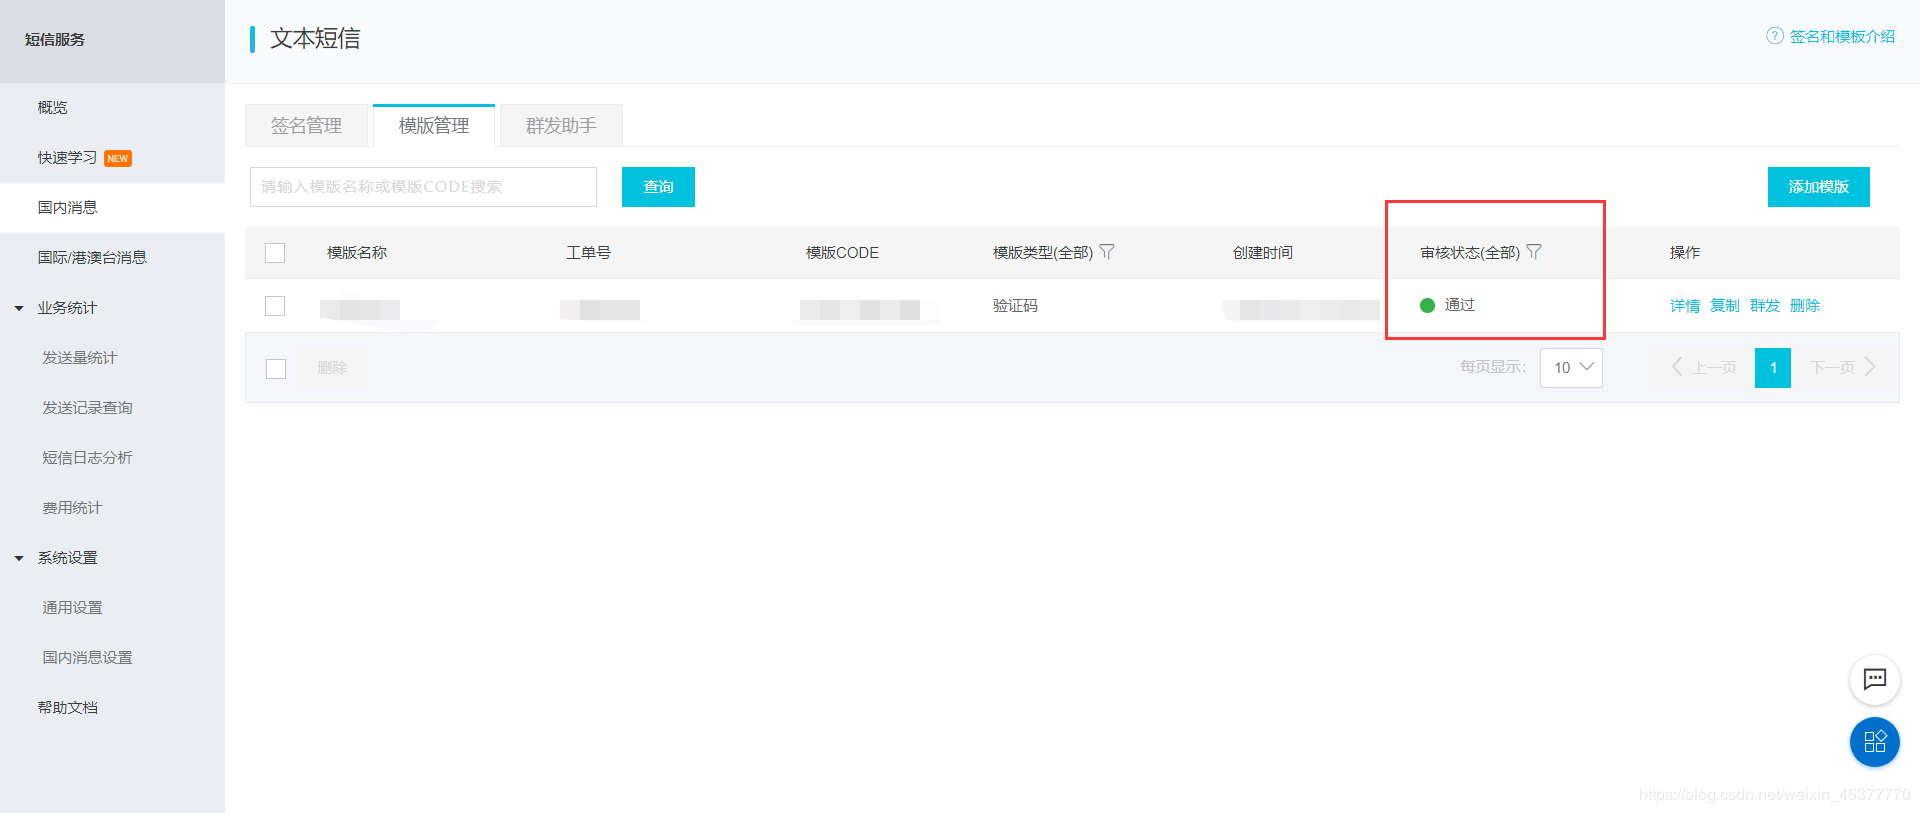 短信服务
概览
快速学习 NEW
国内消息
国际/港澳台消息
业务统计
发送量统计
发送记录查询
短信日志分析
费用统计
系统设置
通用设置
国内消息设置
帮助文档
文本短信
? 签名和模板介绍
签名管理 模版管理 群发助手
请输入模版名称或模版CODE搜索 查询 添加模版
模版名称 工单号 模版CODE 模版类型(全部) 创建时间 审核状态(全部) 操作
验证码 通过 详情 复制 群发 删除
删除 每页显示： 10 上一页 1 下一页
https://blog.csdn.net/weixin_45377770